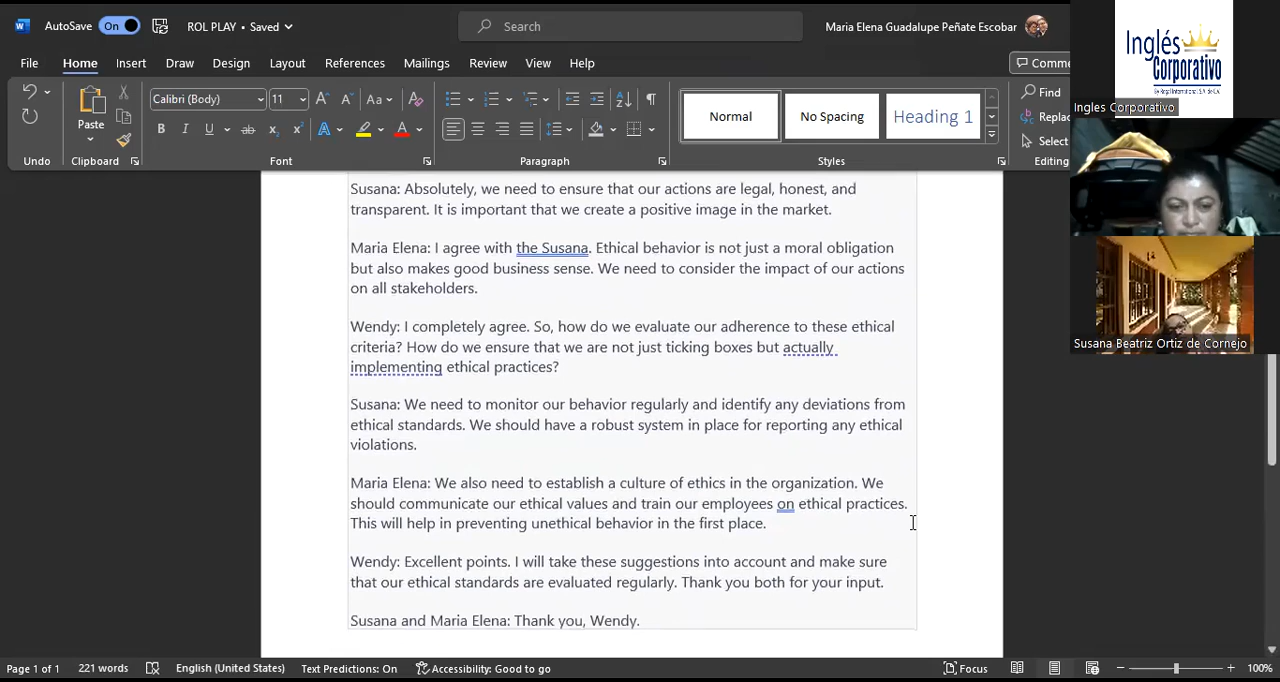 AutoSave On ROL PLAY • Saved Search Maria Elena Guadalupe Peñate Escobar
File Home Insert Draw Design Layout References Mailings Review View Help Comme
Calibri (Body) 11 Aa Find
Paste Normal No Spacing Heading 1 Replac
B I U ab x₂ x² A A Select
Undo Clipboard Font Paragraph Styles Editing
Susana: Absolutely, we need to ensure that our actions are legal, honest, and
transparent. It is important that we create a positive image in the market.
Maria Elena: I agree with the Susana. Ethical behavior is not just a moral obligation
but also makes good business sense. We need to consider the impact of our actions
on all stakeholders.
Wendy: I completely agree. So, how do we evaluate our adherence to these ethical
criteria? How do we ensure that we are not just ticking boxes but actually
implementing ethical practices?
Susana: We need to monitor our behavior regularly and identify any deviations from
ethical standards. We should have a robust system in place for reporting any ethical
violations.
Maria Elena: We also need to establish a culture of ethics in the organization. We
should communicate our ethical values and train our employees on ethical practices.
This will help in preventing unethical behavior in the first place.
Wendy: Excellent points. I will take these suggestions into account and make sure
that our ethical standards are evaluated regularly. Thank you both for your input.
Susana and Maria Elena: Thank you, Wendy.
Page 1 of 1 221 words English (United States) Text Predictions: On Accessibility: Good to go Focus 100%
Inglés
Corporativo
Ingles Corporativo
Susana Beatriz Ortiz de Cornejo